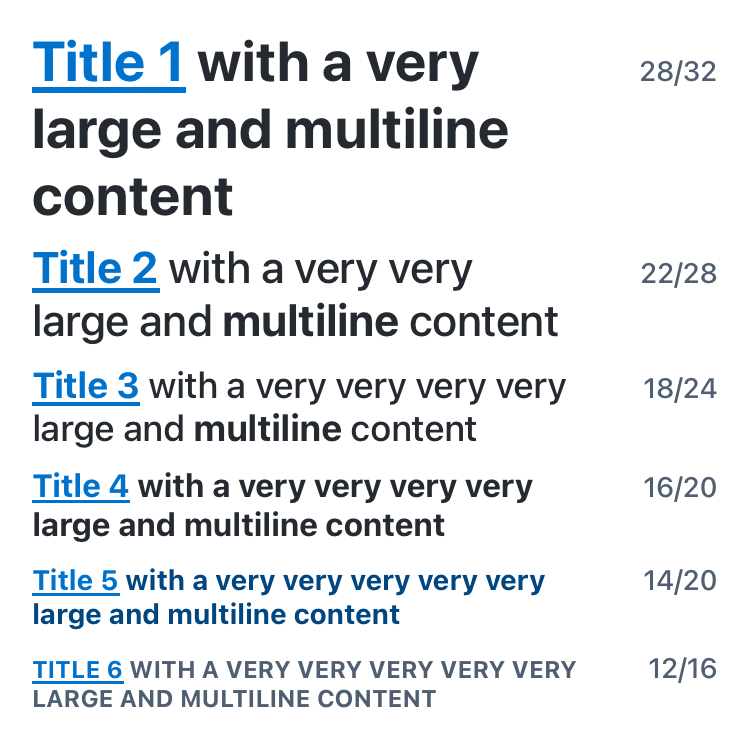 Title 1 with a very 28/32
large and multiline
content
Title 2 with a very very 22/28
large and multiline content
Title 3 with a very very very very 18/24
large and multiline content
Title 4 with a very very very very 16/20
large and multiline content
Title 5 with a very very very very very 14/20
large and multiline content
TITLE 6 WITH A VERY VERY VERY VERY VERY 12/16
LARGE AND MULTILINE CONTENT